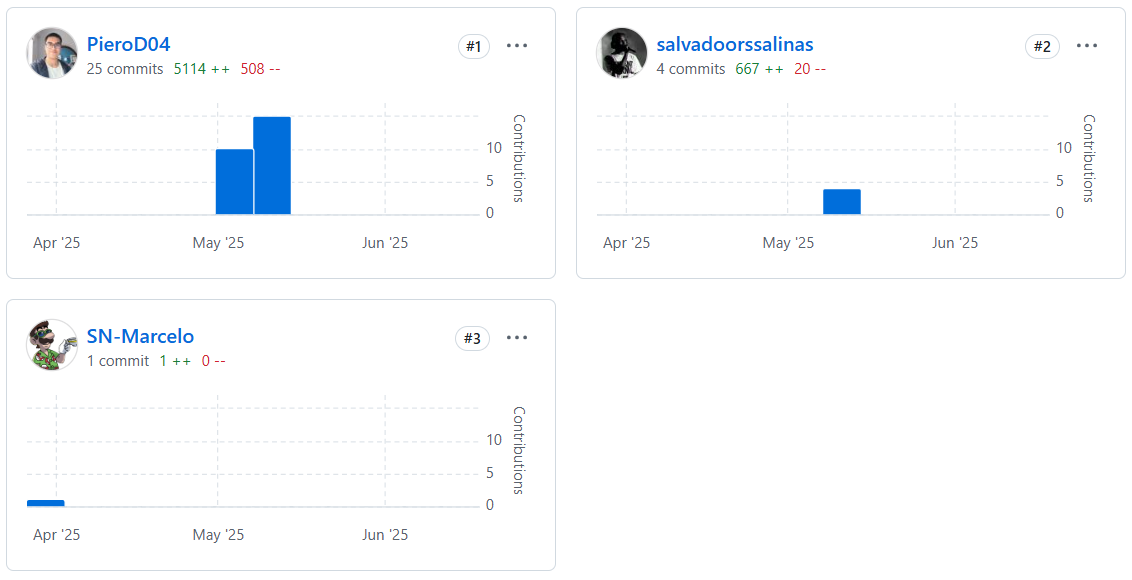 PieroD04
#1
25 commits 5114 ++ 508 --
Contributions
10
5
0
Apr '25 May '25 Jun '25
salvadoorssalinas
#2
4 commits 667 ++ 20 --
Contributions
10
5
0
Apr '25 May '25 Jun '25
SN-Marcelo
#3
1 commit 1 ++ 0 --
Contributions
10
5
0
Apr '25 May '25 Jun '25